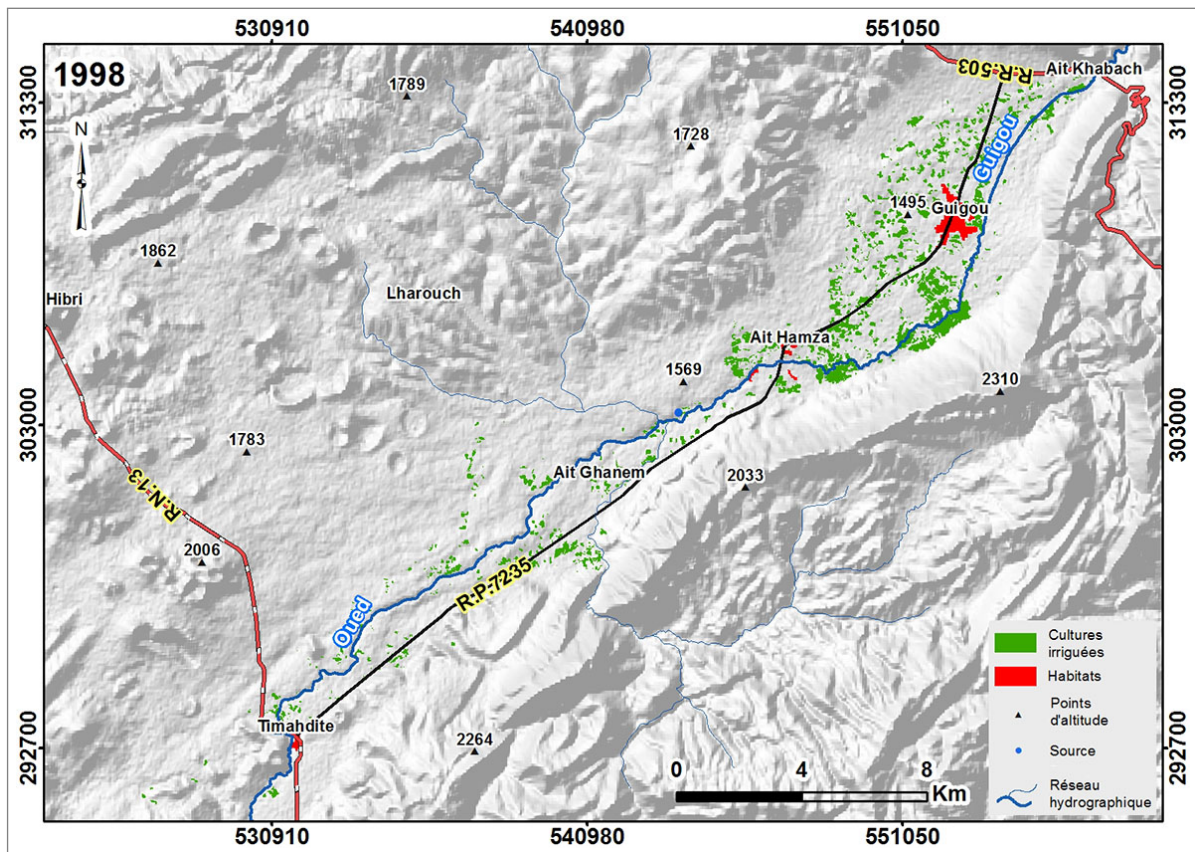 530910
540980
551050
1998
R.R.503
Ait Khabach
313300
313300
1789
N
1728
Guigou
1495
Guigou
1862
Lharouch
Hibri
Ait Hamza
1569
2310
303000
303000
1783
Ait Ghanem
2033
R.N.13
2006
R.P.7235
Oued
Cultures
irriguées
Habitats
Points
d'altitude
Timahdite
2264
Source
292700
292700
0
4
8
Km
Réseau
hydrographique
530910
540980
551050